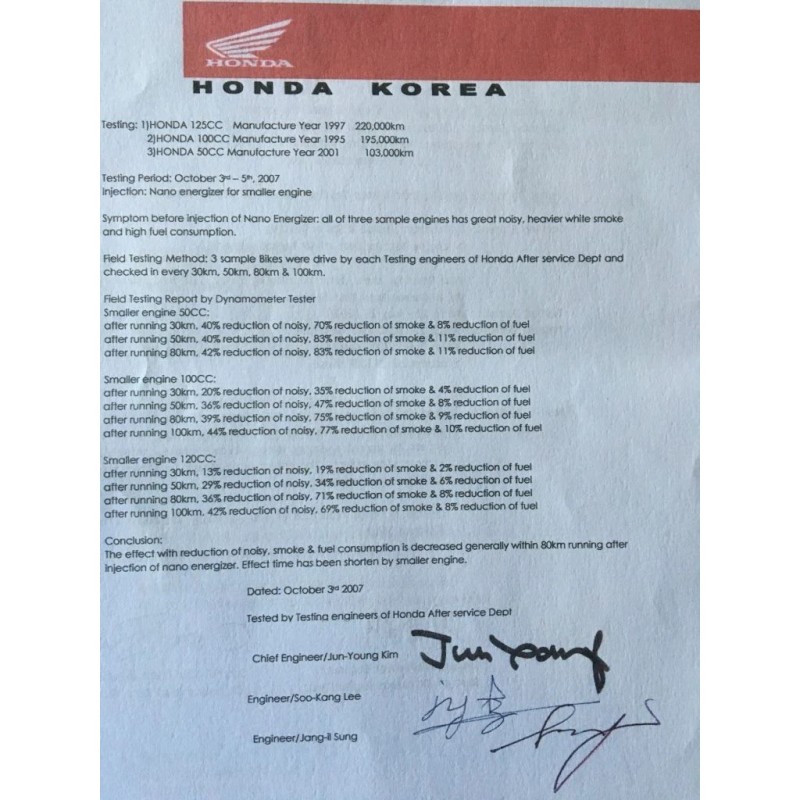 HONDA
HONDA KOREA
Testing: 1)HONDA 125CC Manufacture Year 1997 220,000km
2)HONDA 100CC Manufacture Year 1995 195,000km
3)HONDA 50CC Manufacture Year 2001 103,000km
Testing Period: October 3rd – 5th, 2007
Injection: Nano energizer for smaller engine
Symptom before injection of Nano Energizer: all of three sample engines has great noisy, heavier while smoke
and high fuel consumption.
Field Testing Method: 3 sample Bikes were drive by each Testing engineers of Honda After service Dept and
checked in every 30km, 50km, 80km & 100km.
Field Testing Report by Dynamometer Tester
Smaller engine 50CC:
after running 30km, 40% reduction of noisy, 70% reduction of smoke & 8% reduction of fuel
after running 50km, 40% reduction of noisy, 83% reduction of smoke & 11% reduction of fuel
after running 80km, 42% reduction of noisy, 83% reduction of smoke & 11% reduction of fuel
Smaller engine 100CC:
after running 30km, 20% reduction of noisy, 35% reduction of smoke & 4% reduction of fuel
after running 50km, 36% reduction of noisy, 47% reduction of smoke & 8% reduction of fuel
after running 80km, 39% reduction of noisy, 75% reduction of smoke & 9% reduction of fuel
after running 100km, 44% reduction of noisy, 77% reduction of smoke & 10% reduction of fuel
Smaller engine 120CC:
after running 30km, 13% reduction of noisy, 19% reduction of smoke & 2% reduction of fuel
after running 50km, 29% reduction of noisy, 34% reduction of smoke & 6% reduction of fuel
after running 80km, 36% reduction of noisy, 71% reduction of smoke & 8% reduction of fuel
after running 100km, 42% reduction of noisy, 69% reduction of smoke & 8% reduction of fuel
Conclusion:
The effect with reduction of noisy, smoke & fuel consumption is decreased generally within 80km running after
injection of nano energizer. Effect time has been shorten by smaller engine.
Dated: October 3rd 2007
Tested by Testing engineers of Honda After service Dept
Chief Engineer/Jun-Young Kim Jun Young
Engineer/Soo-Kang Lee
Engineer/Jang-il Sung